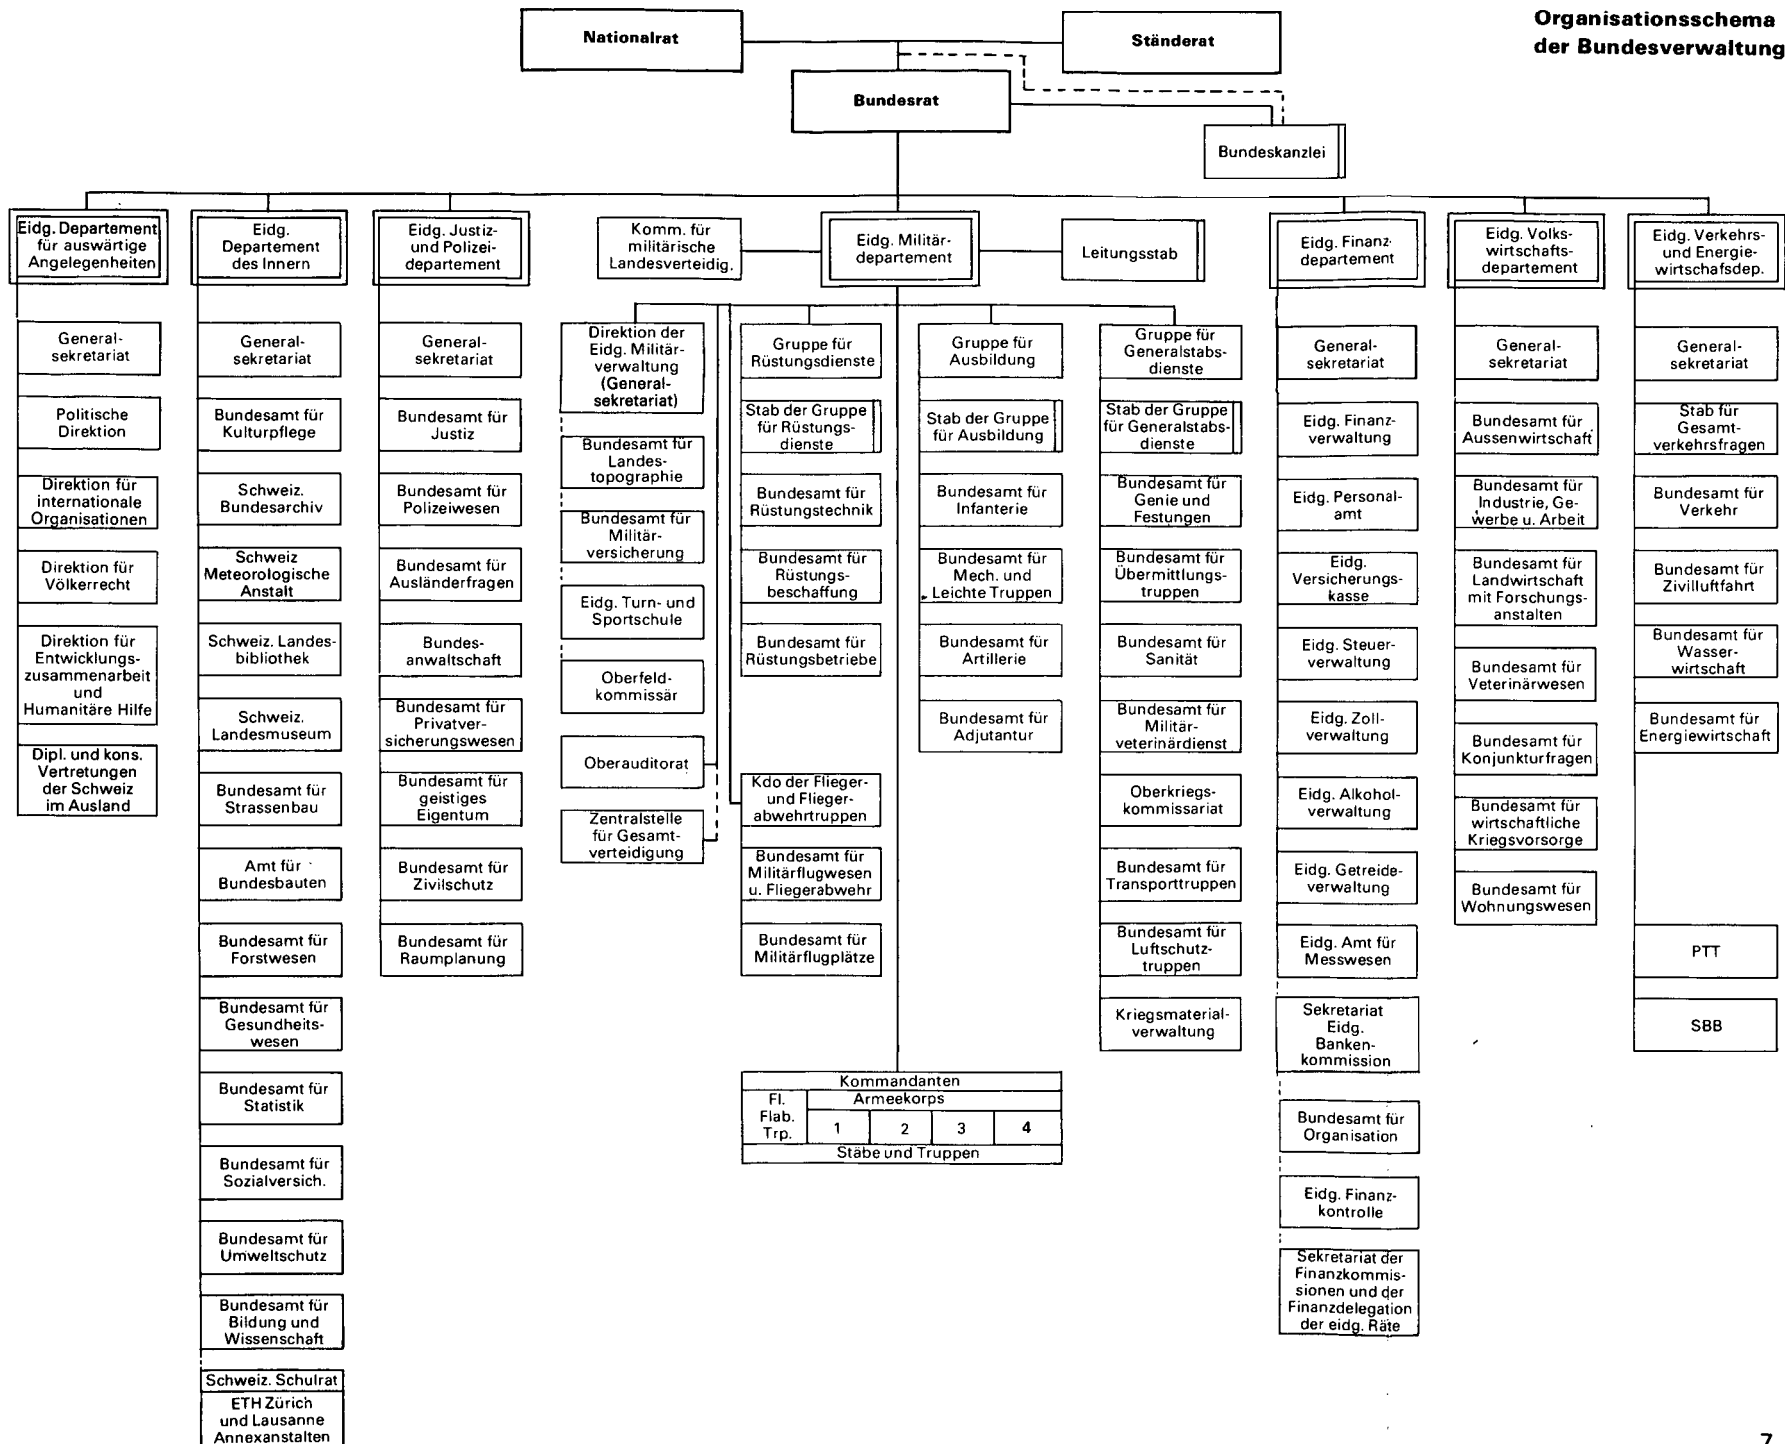 Organisationsschema
der Bundesverwaltung
Nationalrat
Ständerat
Bundesrat
Bundeskanzlei
Eidg. Departement
für auswärtige
Angelegenheiten
General-
sekretariat
Politische
Direktion
Direktion für
internationale
Organisationen
Direktion für
Völkerrecht
Direktion für
Entwicklungs-
zusammenarbeit
und
Humanitäre Hilfe
Dipl. und kons.
Vertretungen
der Schweiz
im Ausland
Eidg.
Departement
des Innern
General-
sekretariat
Bundesamt für
Kulturpflege
Schweiz.
Bundesarchiv
Schweiz
Meteorologische
Anstalt
Schweiz. Landes-
bibliothek
Schweiz.
Landesmuseum
Bundesamt für
Strassenbau
Amt für
Bundesbauten
Bundesamt für
Forstwesen
Bundesamt für
Gesundheits-
wesen
Bundesamt für
Statistik
Bundesamt für
Sozialversich.
Bundesamt für
Umweltschutz
Bundesamt für
Bildung und
Wissenschaft
Schweiz. Schulrat
ETH Zürich
und Lausanne
Annexanstalten
Eidg. Justiz-
und Polizei-
departement
General-
sekretariat
Bundesamt für
Justiz
Bundesamt für
Polizeiwesen
Bundesamt für
Ausländerfragen
Bundes-
anwaltschaft
Bundesamt für
Privatver-
sicherungswesen
Bundesamt für
geistiges
Eigentum
Bundesamt für
Zivilschutz
Bundesamt für
Raumplanung
Komm. für
militärische
Landesverteidig.
Eidg. Militär-
departement
Leitungsstab
Direktion der
Eidg. Militär-
verwaltung
(General-
sekretariat)
Bundesamt für
Landes-
topographie
Bundesamt für
Militär-
versicherung
Eidg. Turn- und
Sportschule
Oberfeld-
kommissär
Oberauditorat
Zentralstelle
für Gesamt-
verteidigung
Gruppe für
Rüstungsdienste
Stab der Gruppe
für Rüstungs-
dienste
Bundesamt für
Rüstungstechnik
Bundesamt für
Rüstungs-
beschaffung
Bundesamt für
Rüstungsbetriebe
Kdo der Flieger-
und Flieger-
abwehrtruppen
Bundesamt für
Militärflugwesen
u. Fliegerabwehr
Bundesamt für
Militärflugplätze
Gruppe für
Ausbildung
Stab der Gruppe
für Ausbildung
Bundesamt für
Infanterie
Bundesamt für
Mech. und
Leichte Truppen
Bundesamt für
Artillerie
Bundesamt für
Adjutantur
Gruppe für
Generalstabs-
dienste
Stab der Gruppe
für Generalstabs-
dienste
Bundesamt für
Genie und
Festungen
Bundesamt für
Übermittlungs-
truppen
Bundesamt für
Sanität
Bundesamt für
Militär-
veterinärdienst
Oberkriegs-
kommissariat
Bundesamt für
Transporttruppen
Bundesamt für
Luftschutz-
truppen
Kriegsmaterial-
verwaltung
Kommandanten
Fl.
Flab.
Trp.
Armeekorps
1 2 3 4
Stäbe und Truppen
Eidg. Finanz
departement
General-
sekretariat
Eidg. Finanz-
verwaltung
Eidg. Personal-
amt
Eidg.
Versicherungs-
kasse
Eidg. Steuer-
verwaltung
Eidg. Zoll-
verwaltung
Eidg. Alkohol-
verwaltung
Eidg. Getreide-
verwaltung
Eidg. Amt für
Messwesen
Sekretariat
Eidg.
Banken-
kommission
Bundesamt für
Organisation
Eidg. Finanz-
kontrolle
Sekretariat der
Finanzkommis-
sionen und der
Finanzdelegation
der eidg. Räte
Eidg. Volks-
wirtschafts-
departement
General-
sekretariat
Bundesamt für
Aussenwirtschaft
Bundesamt für
Industrie, Ge-
werbe u. Arbeit
Bundesamt für
Landwirtschaft
mit Forschungs-
anstalten
Bundesamt für
Veterinärwesen
Bundesamt für
Konjunkturfragen
Bundesamt für
wirtschaftliche
Kriegsvorsorge
Bundesamt für
Wohnungswesen
Eidg. Verkehrs-
und Energie-
wirtschafsdep.
General-
sekretariat
Stab für
Gesamt-
verkehrsfragen
Bundesamt für
Verkehr
Bundesamt für
Zivilluftfahrt
Bundesamt für
Wasser-
wirtschaft
Bundesamt für
Energiewirtschaft
PTT
SBB
7